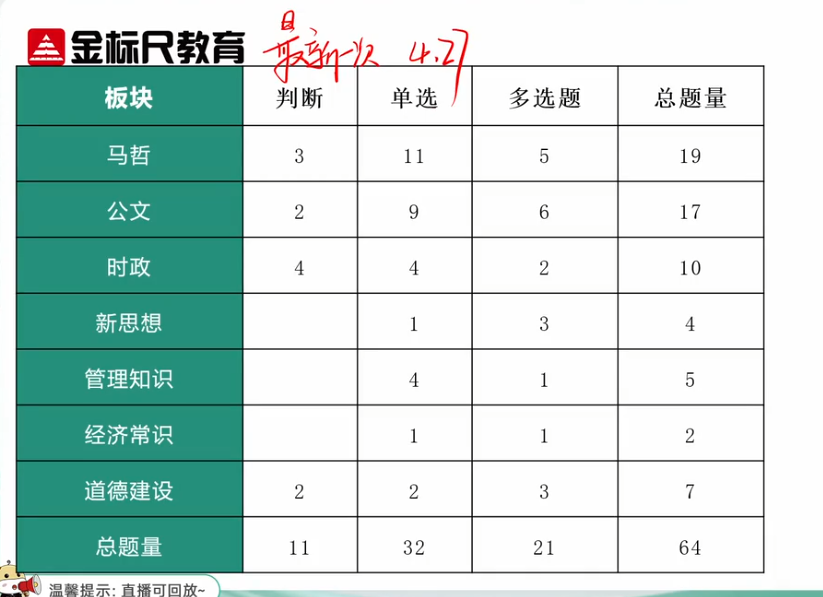 金标尺教育
最新一次 4.27
板块 判断 单选 多选题 总题量
马哲 3 11 5 19
公文 2 9 6 17
时政 4 4 2 10
新思想 1 3 4
管理知识 4 1 5
经济常识 1 1 2
道德建设 2 2 3 7
总题量 11 32 21 64
温馨提示: 直播可回放~